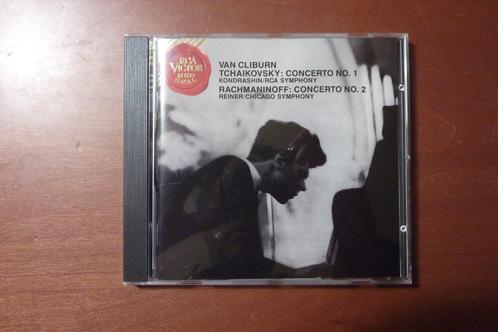 RCA
VICTOR
RED
SEAL
VAN CLIBURN
TCHAIKOVSKY: CONCERTO NO. 1
KONDRASHIN/RCA SYMPHONY
RACHMANINOFF: CONCERTO NO. 2
REINER/CHICAGO SYMPHONY